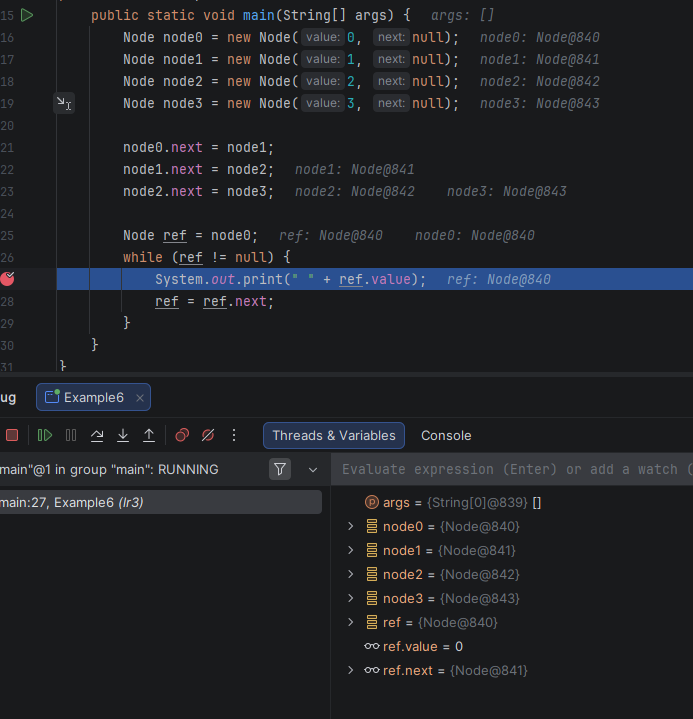 15 public static void main(String[] args) { args: []
16 Node node0 = new Node( value: 0, next: null); node0: Node@840
17 Node node1 = new Node( value: 1, next: null); node1: Node@841
18 Node node2 = new Node( value: 2, next: null); node2: Node@842
19 Node node3 = new Node( value: 3, next: null); node3: Node@843
20
21 node0.next = node1;
22 node1.next = node2; node1: Node@841
23 node2.next = node3; node2: Node@842 node3: Node@843
24
25 Node ref = node0; ref: Node@840 node0: Node@840
26 while (ref != null) {
System.out.print(" " + ref.value); ref: Node@840
28 ref = ref.next;
29 }
30 }
31 }
ug Example6
Threads & Variables Console
main"@1 in group "main": RUNNING
Evaluate expression (Enter) or add a watch (
main:27, Example6 (lr3)
args = {String[0]@839} []
node0 = {Node@840}
node1 = {Node@841}
node2 = {Node@842}
node3 = {Node@843}
ref = {Node@840}
ref.value = 0
ref.next = {Node@841}